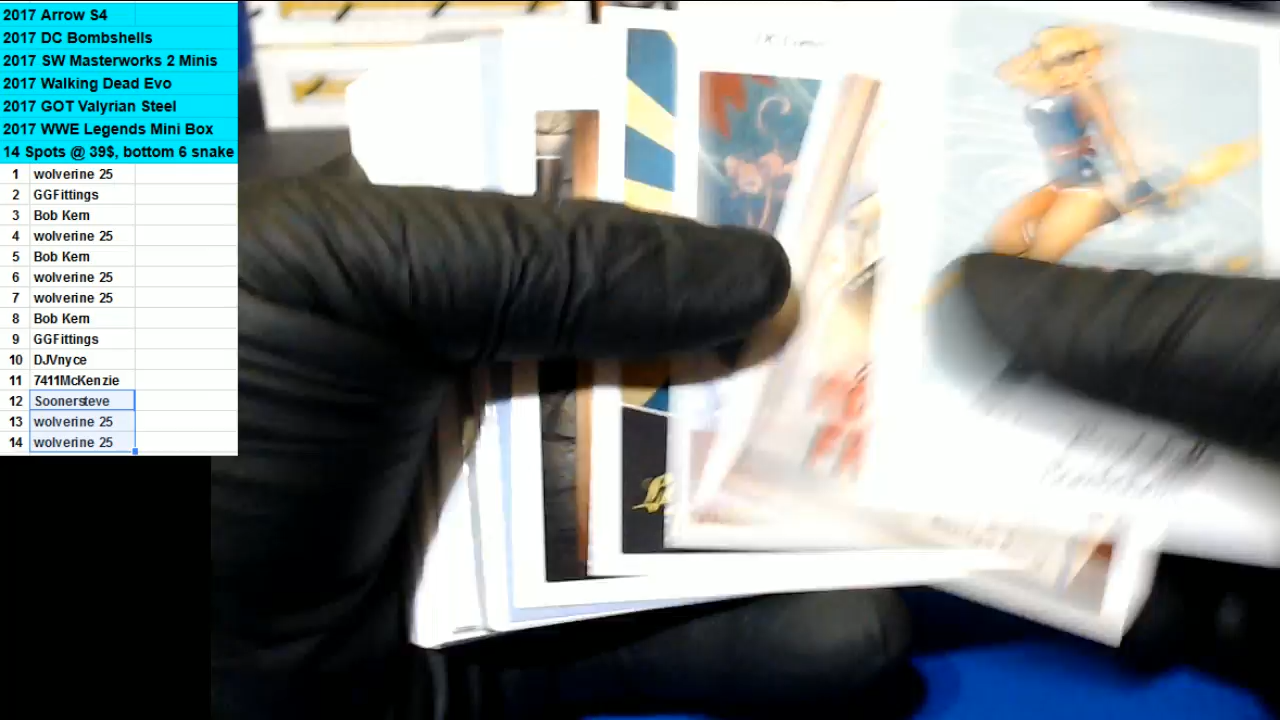 2017 Arrow S4
2017 DC Bombshells
2017 SW Masterworks 2 Minis
2017 Walking Dead Evo
2017 GOT Valyrian Steel
2017 WWE Legends Mini Box
14 Spots @ 39$, bottom 6 snake
1 wolverine 25
2 GGFittings
3 Bob Kern
4 wolverine 25
5 Bob Kern
6 wolverine 25
7 wolverine 25
8 Bob Kern
9 GGFittings
10 DJVnyce
11 7411McKenzie
12 Soonersteve
13 wolverine 25
14 wolverine 25